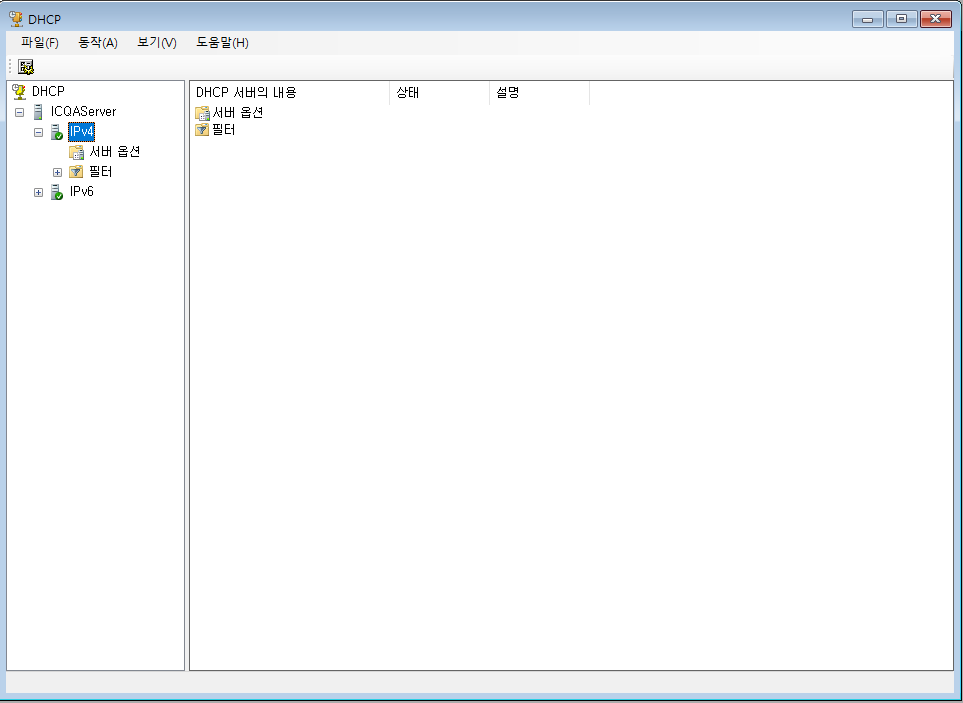 DHCP
파일(F) 동작(A) 보기(V) 도움말(H)
DHCP
ICQAServer
IPv4
서버 옵션
필터
IPv6
DHCP 서버의 내용 상태 설명
서버 옵션
필터